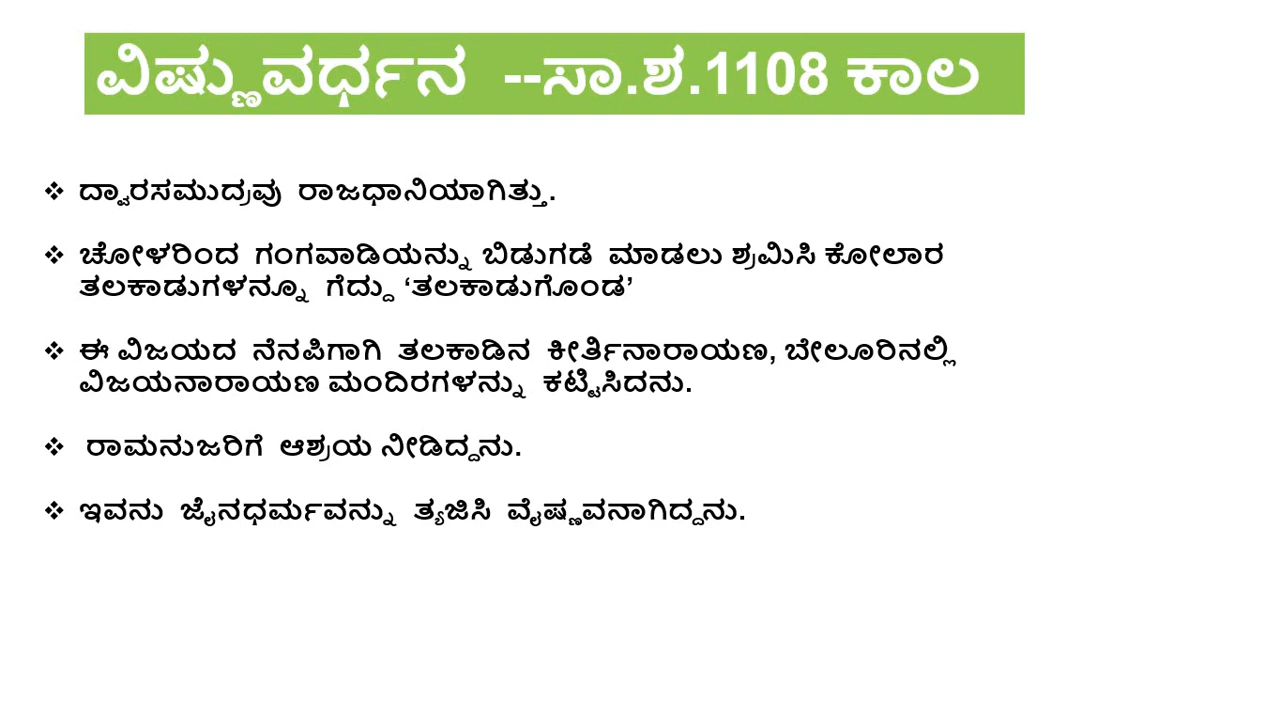 ವಿಷ್ಣುವರ್ಧನ --ಸಾ.ಶ.1108 ಕಾಲ
❖ ದ್ವಾರಸಮುದ್ರವು ರಾಜಧಾನಿಯಾಗಿತ್ತು.
❖ ಚೋಳರಿಂದ ಗಂಗವಾಡಿಯನ್ನು ಬಿಡುಗಡೆ ಮಾಡಲು ಶ್ರಮಿಸಿ ಕೋಲಾರ
ತಲಕಾಡುಗಳನ್ನೂ ಗೆದ್ದು ‘ತಲಕಾಡುಗೊಂಡ’
❖ ಈ ವಿಜಯದ ನೆನಪಿಗಾಗಿ ತಲಕಾಡಿನ ಕೀರ್ತಿನಾರಾಯಣ, ಬೇಲೂರಿನಲ್ಲಿ
ವಿಜಯನಾರಾಯಣ ಮಂದಿರಗಳನ್ನು ಕಟ್ಟಿಸಿದನು.
❖ ರಾಮನುಜರಿಗೆ ಆಶ್ರಯ ನೀಡಿದ್ದನು.
❖ ಇವನು ಜೈನಧರ್ಮವನ್ನು ತ್ಯಜಿಸಿ ವೈಷ್ಣವನಾಗಿದ್ದನು.